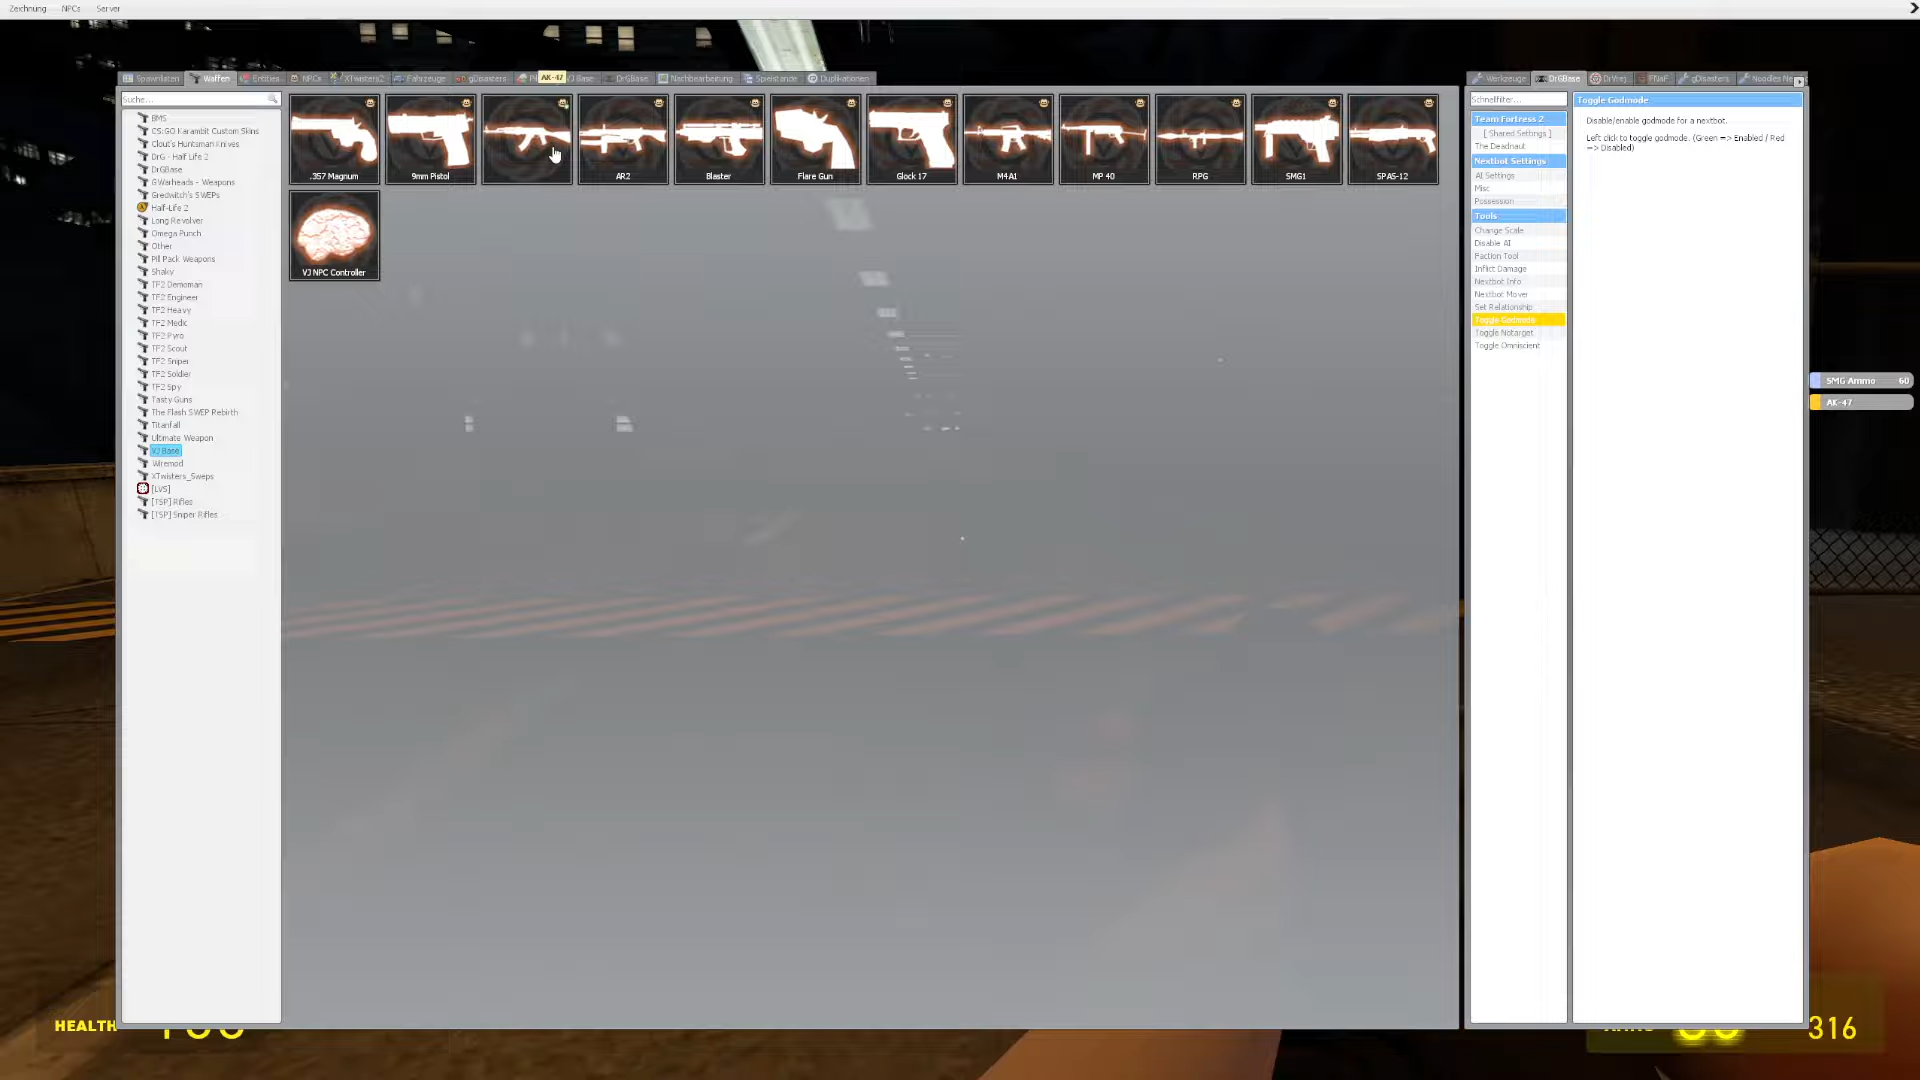 Zeichnung NPCs Server
Spawnlisten Waffen Entities NPCs XTwisters2 Fahrzeuge gDisasters AK-47 VJ Base DrGBase Nachbearbeitung Spielstände Duplikationen
Suche...
BMS
CS:GO Karambit Custom Skins
Clout's Huntsman Knives
DrG - Half Life 2
DrGBase
GWarheads - Weapons
Gredwitch's SWEPs
Half-Life 2
Long Revolver
Omega Punch
Other
Pill Pack Weapons
Shaky
TF2 Demoman
TF2 Engineer
TF2 Heavy
TF2 Medic
TF2 Pyro
TF2 Scout
TF2 Sniper
TF2 Soldier
TF2 Spy
Tasty Guns
The Flash SWEP Rebirth
Titanfall
Ultimate Weapon
VJ Base
Wiremod
XTwisters_Sweps
[LVS]
[TSP] Rifles
[TSP] Sniper Rifles
.357 Magnum
9mm Pistol
AR2
Blaster
Flare Gun
Glock 17
M4A1
MP 40
RPG
SMG1
SPAS-12
VJ NPC Controller
Werkzeuge DrGBase DrVrej FNaF gDisasters Noodles Ne
Schnellfilter...
Team Fortress 2
[ Shared Settings ]
The Deadnaut
Nextbot Settings
AI Settings
Misc
Possession
Tools
Change Scale
Disable AI
Faction Tool
Inflict Damage
Nextbot Info
Nextbot Mover
Set Relationship
Toggle Godmode
Toggle Notarget
Toggle Omniscient
Toggle Godmode
Disable/enable godmode for a nextbot.
Left click to toggle godmode. (Green => Enabled / Red
=> Disabled)
SMG Ammo 60
AK-47
HEALTH
316